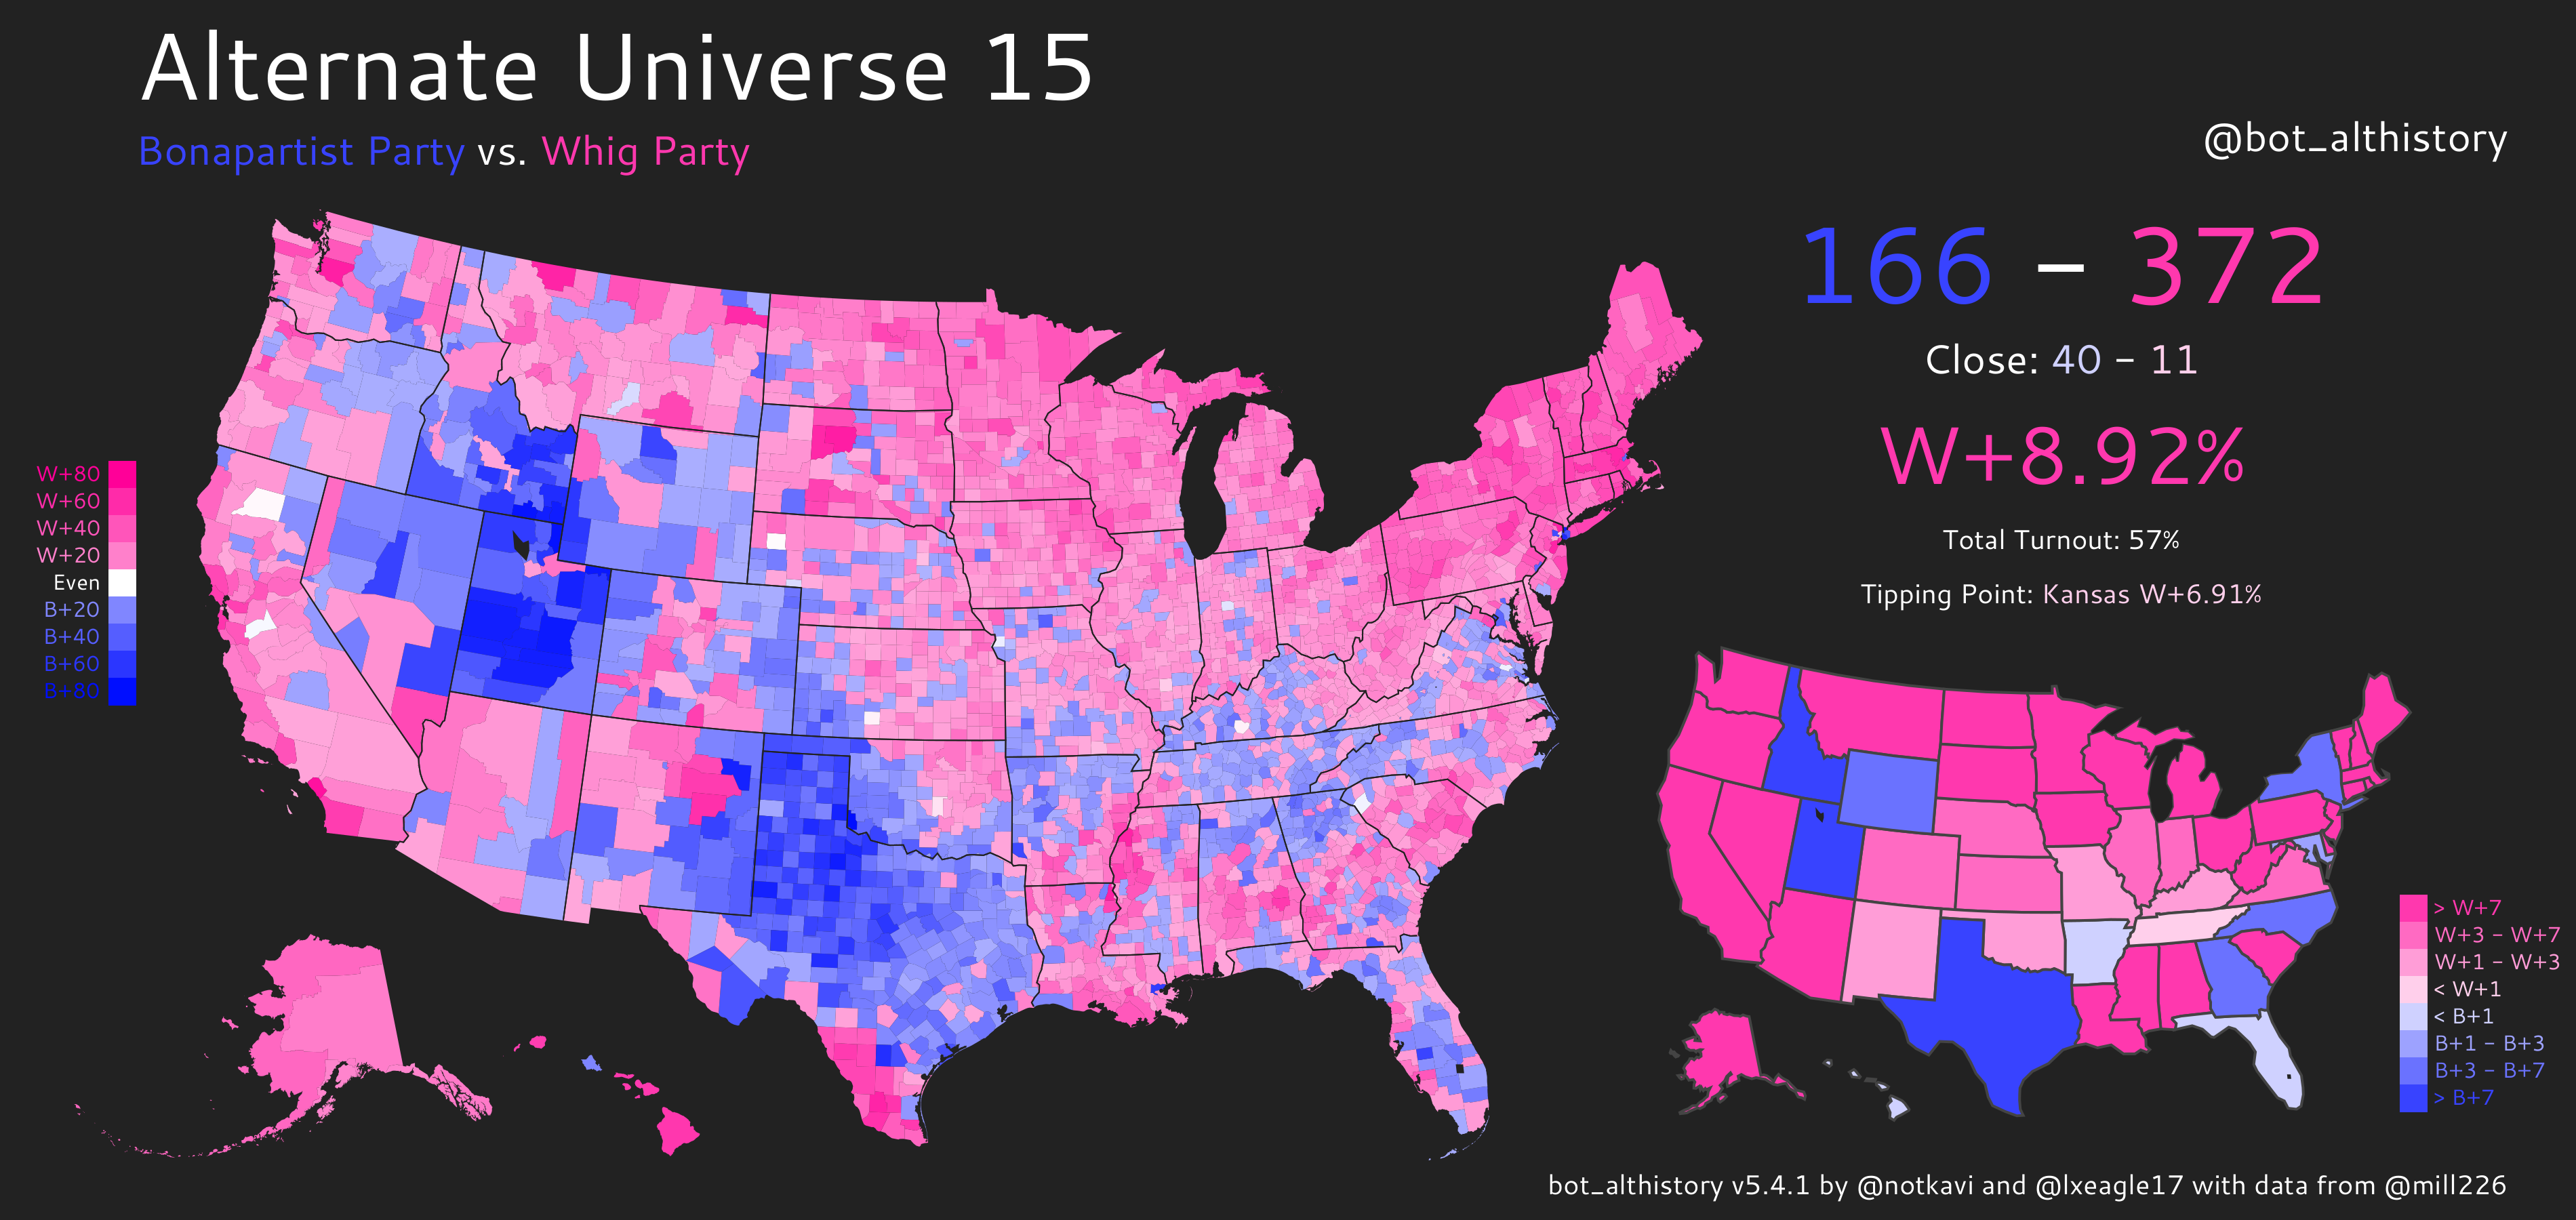 Alternate Universe 15
Bonapartist Party vs. Whig Party
@bot_althistory
166 – 372
Close: 40 – 11
W+8.92%
Total Turnout: 57%
Tipping Point: Kansas W+6.91%
W+80
W+60
W+40
W+20
Even
B+20
B+40
B+60
B+80
> W+7
W+3 – W+7
W+1 – W+3
< W+1
< B+1
B+1 – B+3
B+3 – B+7
> B+7
bot_althistory v5.4.1 by @notkavi and @lxeagle17 with data from @mill226